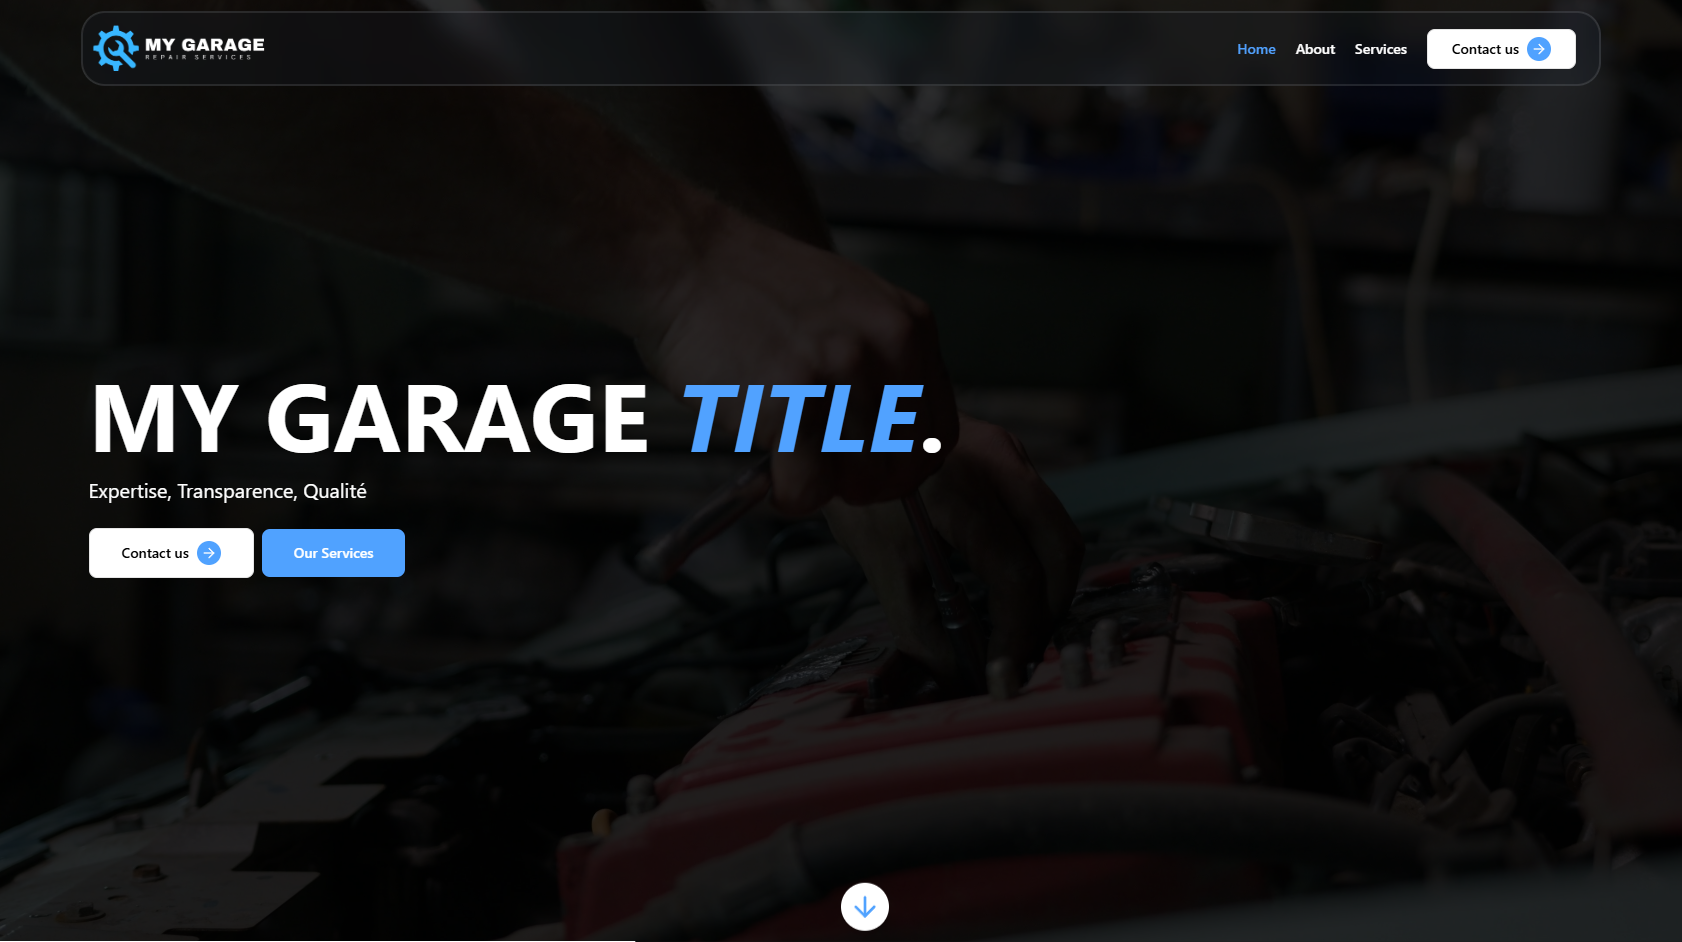 MY GARAGE
REPAIR SERVICES
Home
About
Services
Contact us
MY GARAGE TITLE.
Expertise, Transparence, Qualité
Contact us
Our Services